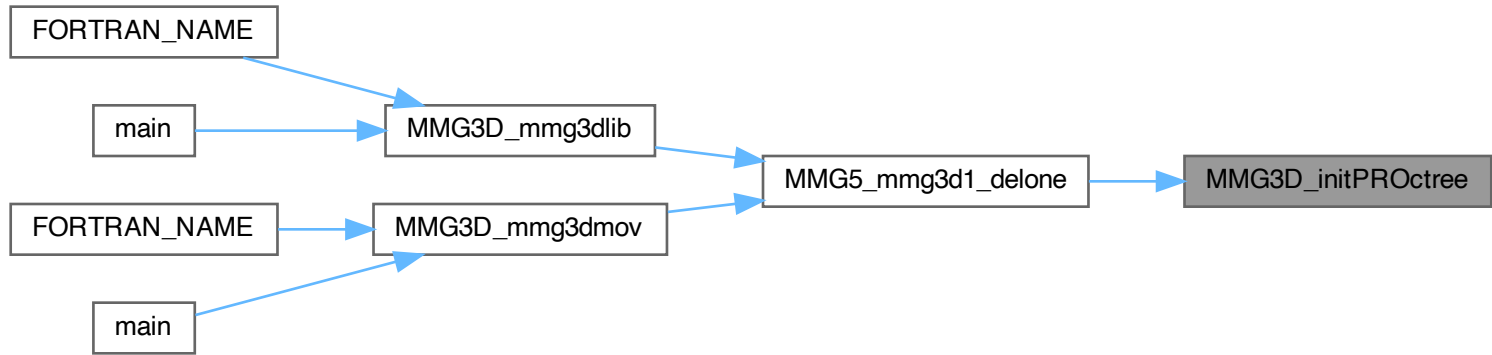 FORTRAN_NAME
main
MMG3D_mmg3dlib
MMG5_mmg3d1_delone
MMG3D_initPROctree
FORTRAN_NAME
MMG3D_mmg3dmov
main